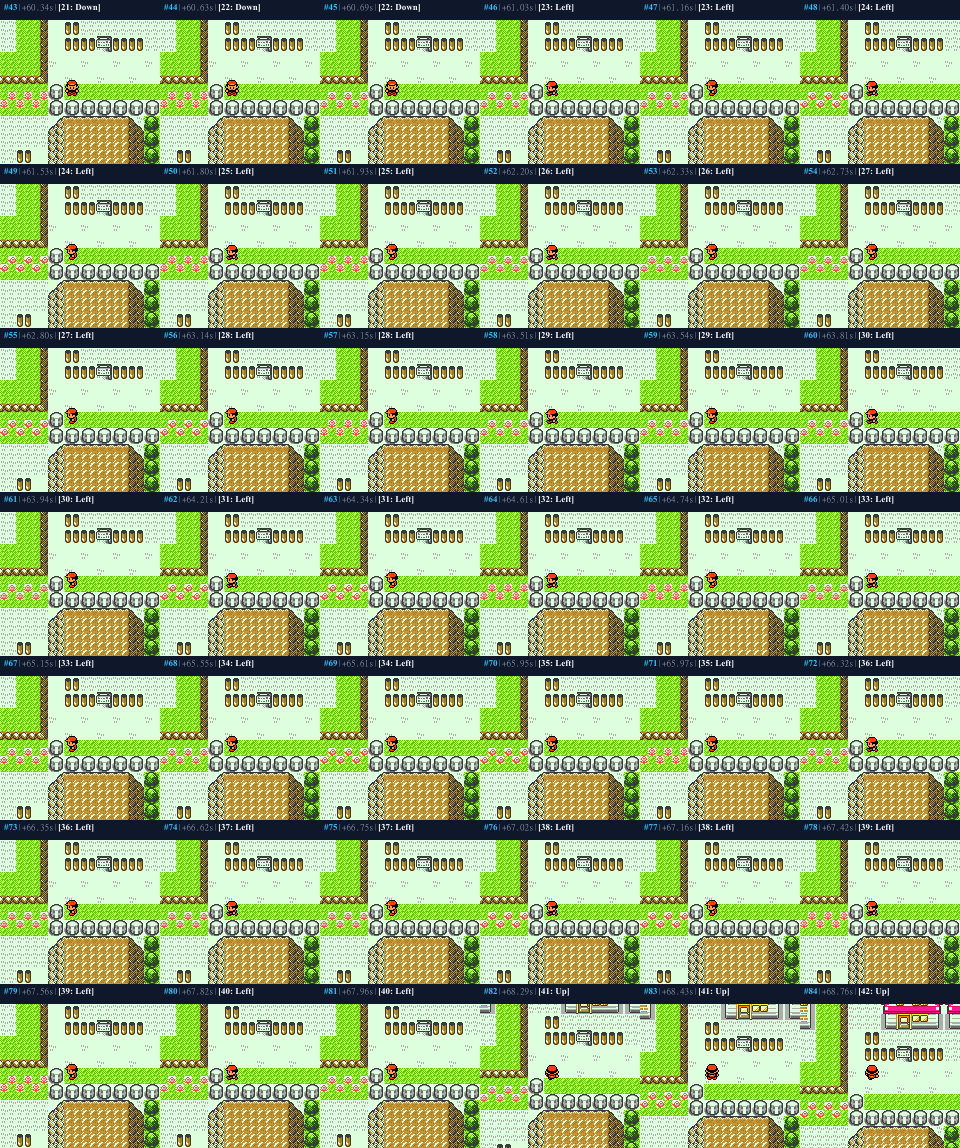 #43|+60.34s|[21: Down] #44|+60.63s|[22: Down] #45|+60.69s|[22: Down] #46|+61.03s|[23: Left] #47|+61.16s|[23: Left] #48|+61.40s|[24: Left]
#49|+61.53s|[24: Left] #50|+61.80s|[25: Left] #51|+61.93s|[25: Left] #52|+62.20s|[26: Left] #53|+62.33s|[26: Left] #54|+62.73s|[27: Left]
#55|+62.80s|[27: Left] #56|+63.14s|[28: Left] #57|+63.15s|[28: Left] #58|+63.51s|[29: Left] #59|+63.54s|[29: Left] #60|+63.81s|[30: Left]
#61|+63.94s|[30: Left] #62|+64.21s|[31: Left] #63|+64.34s|[31: Left] #64|+64.61s|[32: Left] #65|+64.74s|[32: Left] #66|+65.01s|[33: Left]
#67|+65.15s|[33: Left] #68|+65.55s|[34: Left] #69|+65.61s|[34: Left] #70|+65.95s|[35: Left] #71|+65.97s|[35: Left] #72|+66.32s|[36: Left]
#73|+66.35s|[36: Left] #74|+66.62s|[37: Left] #75|+66.75s|[37: Left] #76|+67.02s|[38: Left] #77|+67.16s|[38: Left] #78|+67.42s|[39: Left]
#79|+67.56s|[39: Left] #80|+67.82s|[40: Left] #81|+67.96s|[40: Left] #82|+68.29s|[41: Up] #83|+68.43s|[41: Up] #84|+68.76s|[42: Up]